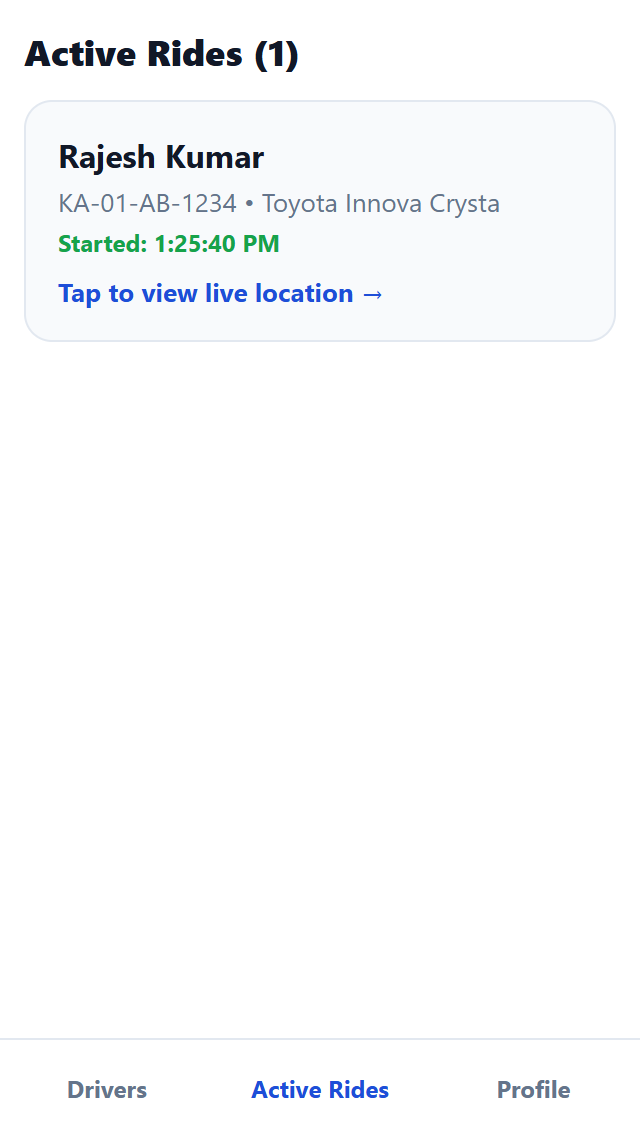 Active Rides (1)
Rajesh Kumar
KA-01-AB-1234 • Toyota Innova Crysta
Started: 1:25:40 PM
Tap to view live location →
Drivers
Active Rides
Profile